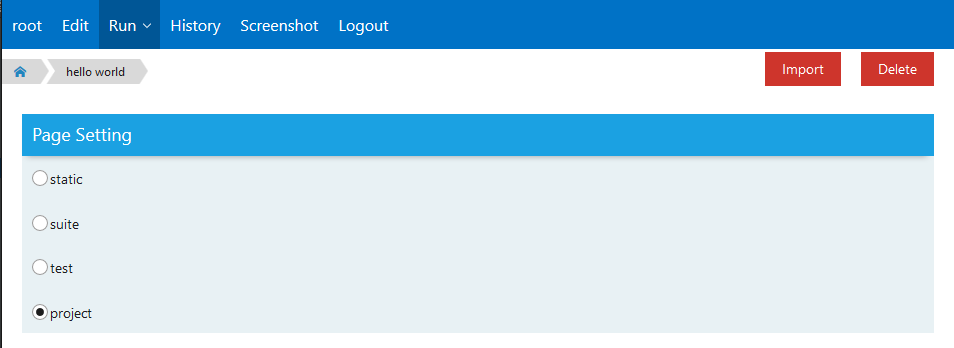 root Edit Run History Screenshot Logout
hello world Import Delete
Page Setting
static
suite
test
project